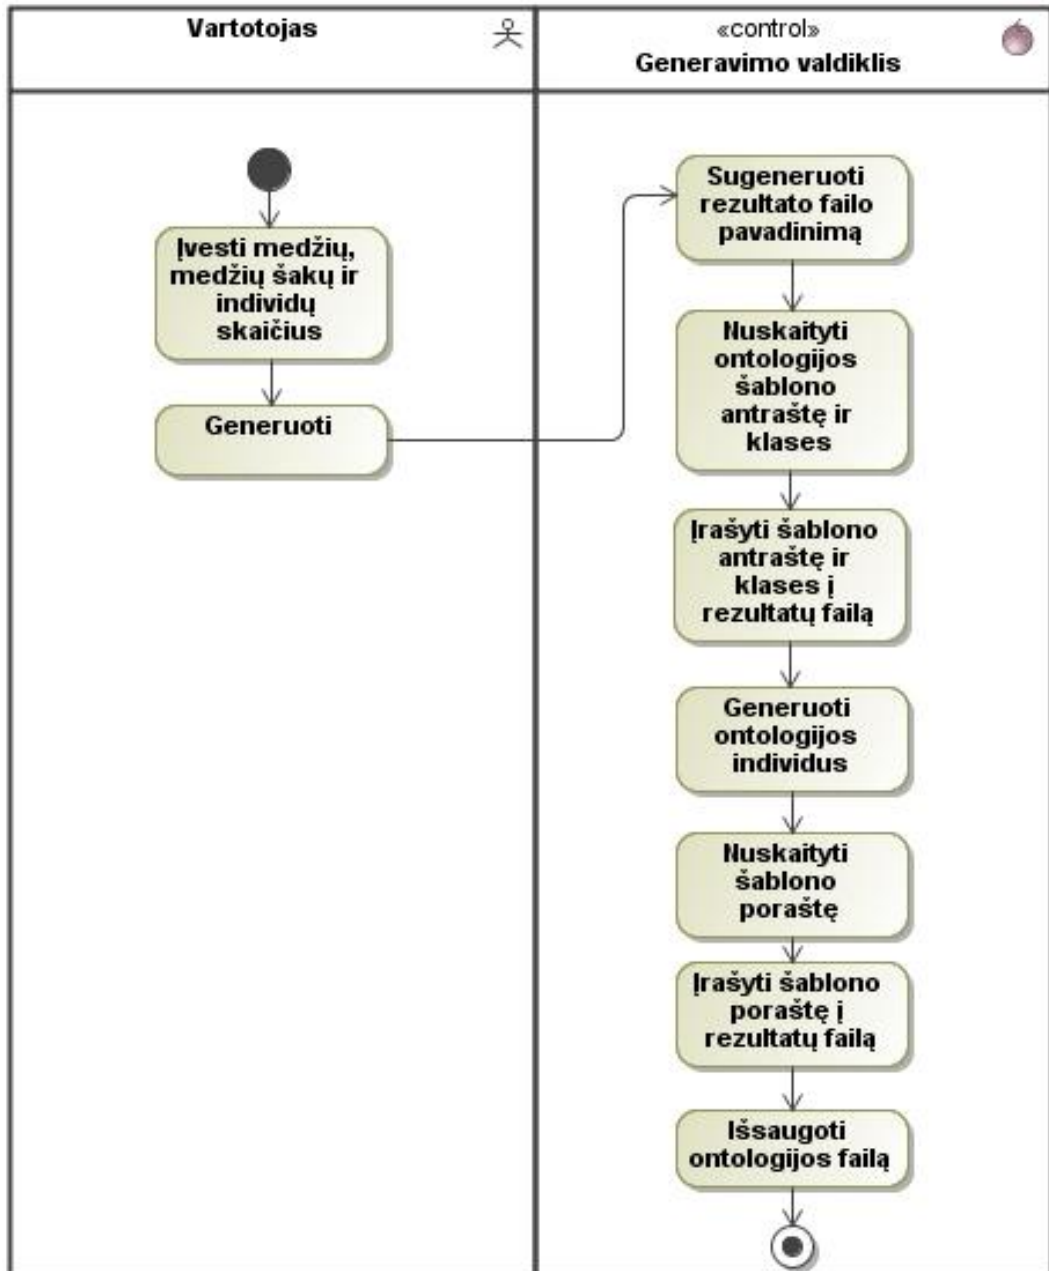 Vartotojas
«control»
Generavimo valdiklis
Įvesti medžių,
medžių šakų ir
individų
skaičius
Generuoti
Sugeneruoti
rezultato failo
pavadinimą
Nuskaityti
ontologijos
šablono
antraštę ir
klases
Įrašyti šablono
antraštę ir
klases į
rezultatų failą
Generuoti
ontologijos
individus
Nuskaityti
šablono
poraštę
Įrašyti šablono
poraštę į
rezultatų failą
Išsaugoti
ontologijos failą